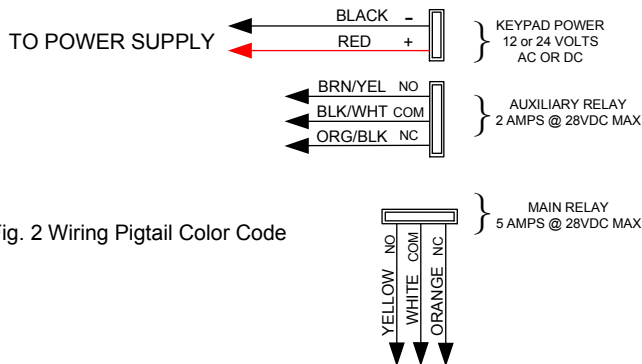 BLACK -
TO POWER SUPPLY
RED +
KEYPAD POWER
12 or 24 VOLTS
AC OR DC
BRN/YEL NO
BLK/WHT COM
ORG/BLK NC
AUXILIARY RELAY
2 AMPS @ 28VDC MAX
MAIN RELAY
5 AMPS @ 28VDC MAX
ig. 2 Wiring Pigtail Color Code
YELLOW NO
WHITE COM
ORANGE NC